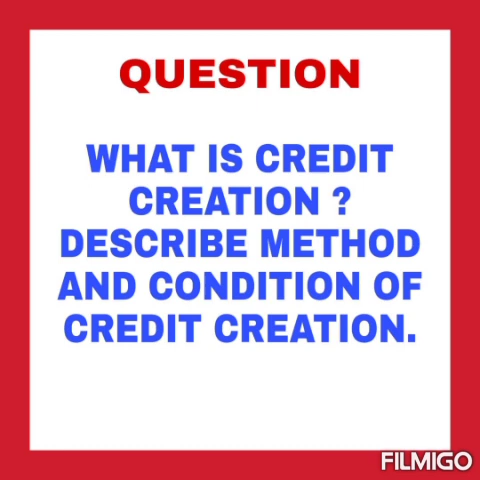 QUESTION
WHAT IS CREDIT
CREATION ?
DESCRIBE METHOD
AND CONDITION OF
CREDIT CREATION.
FILMIGO